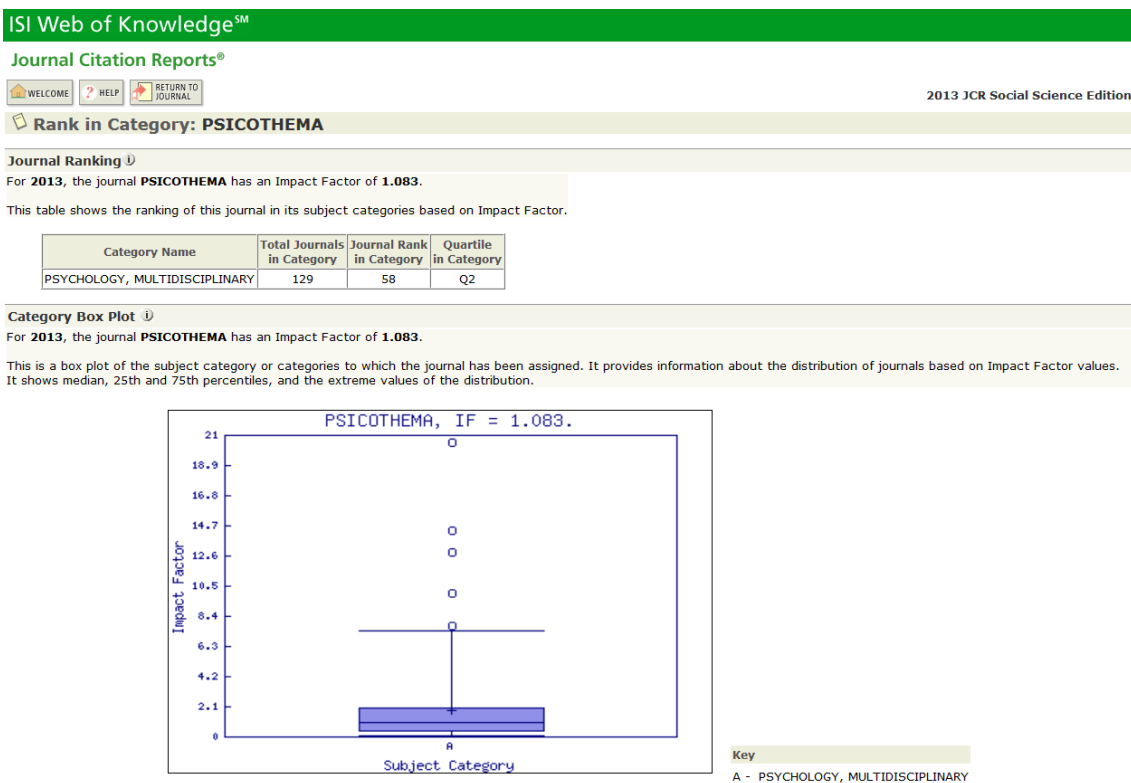 ISI Web of Knowledge℠
Journal Citation Reports®
WELCOME ? HELP RETURN TO JOURNAL
2013 JCR Social Science Edition
Rank in Category: PSICOTHEMA
Journal Ranking i
For 2013, the journal PSICOTHEMA has an Impact Factor of 1.083.
This table shows the ranking of this journal in its subject categories based on Impact Factor.
Category Name Total Journals in Category Journal Rank in Category Quartile in Category
PSYCHOLOGY, MULTIDISCIPLINARY 129 58 Q2
Category Box Plot i
For 2013, the journal PSICOTHEMA has an Impact Factor of 1.083.
This is a box plot of the subject category or categories to which the journal has been assigned. It provides information about the distribution of journals based on Impact Factor values.
It shows median, 25th and 75th percentiles, and the extreme values of the distribution.
PSICOTHEMA, IF = 1.083.
21
18.9
16.8
14.7
12.6
10.5
8.4
6.3
4.2
2.1
0
Impact Factor
A
Subject Category
Key
A - PSYCHOLOGY, MULTIDISCIPLINARY